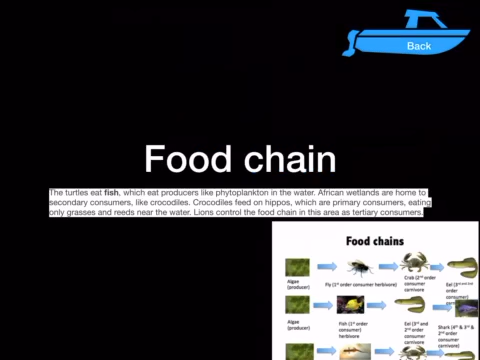 Back
Food chain
The turtles eat fish, which eat producers like phytoplankton in the water. African wetlands are home to
secondary consumers, like crocodiles. Crocodiles feed on hippos, which are primary consumers, eating
only grasses and reeds near the water. Lions control the food chain in this area as tertiary consumers.
Food chains
Algae
(producer)
Fly (1st order consumer herbivore)
Crab (2nd order
consumer
carnivore
Eel (3rd and 2nd
order
consumer
carnivore)
Algae
(producer)
Fish (1st order
consumer)
herbivore)
Eel (3rd and
2nd order
consumer
carnivore)
Shark (4th & 3rd &
2nd order
consumer
carnivore)